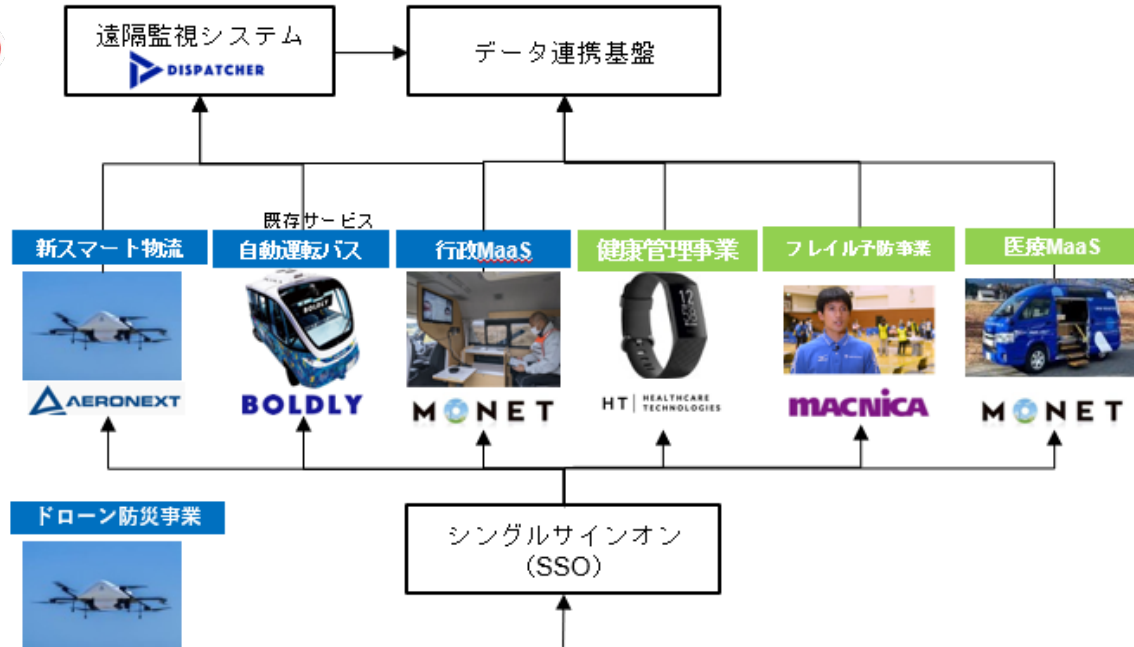 遠隔監視システム
DISPATCHER
データ連携基盤
既存サービス
新スマート物流
自動運転バス
行政MaaS
健康管理事業
フレイル予防事業
医療MaaS
BOLDLY
AERONEXT
BOLDLY
MONET
HT | HEALTHCARE
TECHNOLOGIES
MACNICA
MONET
ドローン防災事業
シングルサインオン
(SSO)